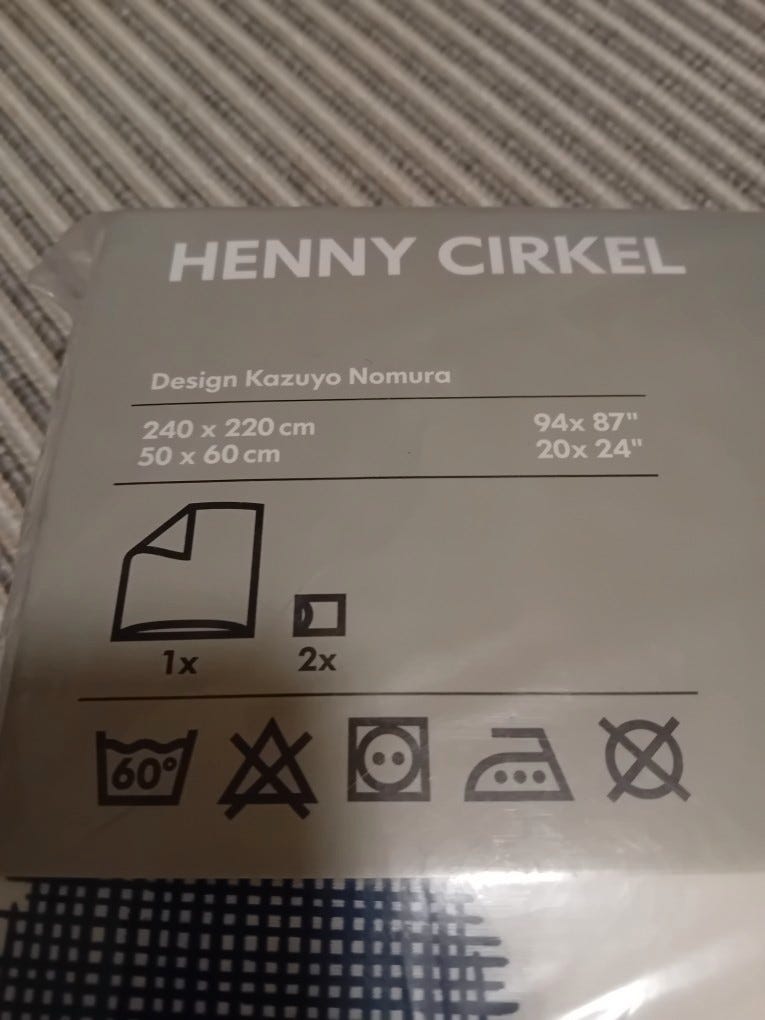 HENNY CIRKEL
Design Kazuyo Nomura
240 x 220 cm 94x 87"
50 x 60 cm 20x 24"
1x 2x
60°